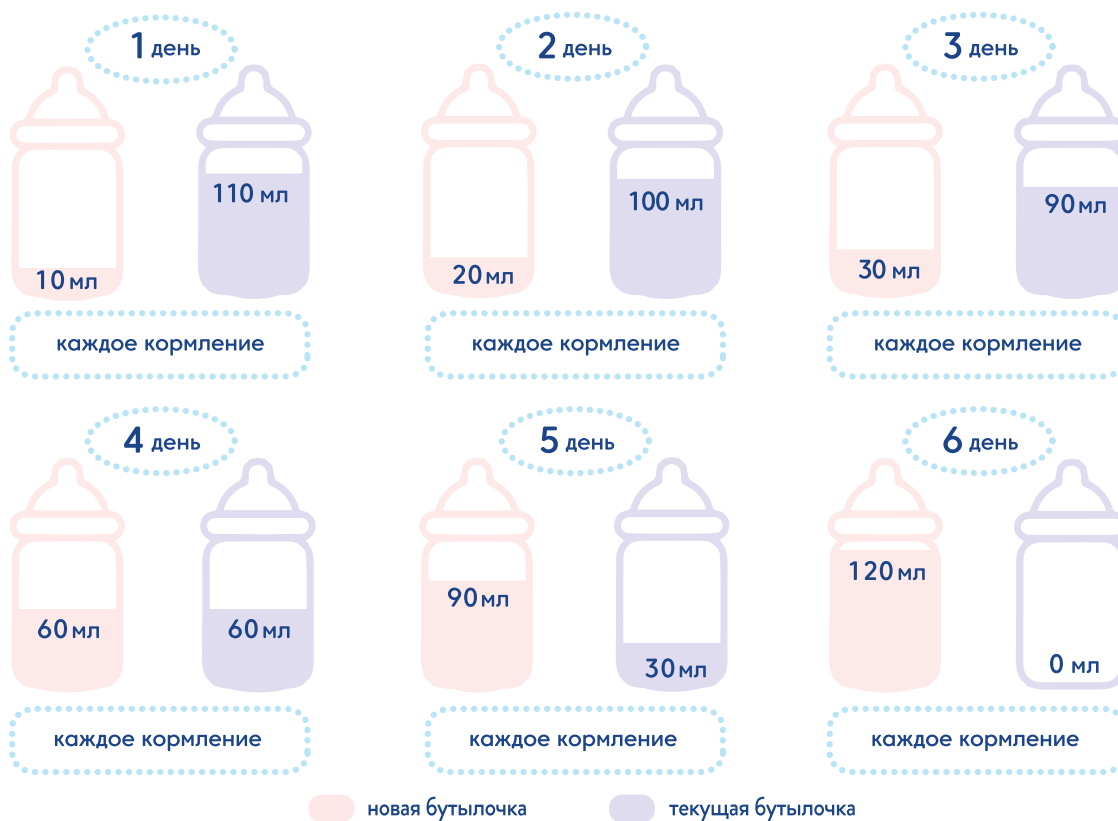 1 день
2 день
3 день
110 мл
100 мл
90 мл
10 мл
20 мл
30 мл
каждое кормление
каждое кормление
каждое кормление
4 день
5 день
6 день
60 мл
60 мл
90 мл
30 мл
120 мл
0 мл
каждое кормление
каждое кормление
каждое кормление
новая бутылочка
текущая бутылочка